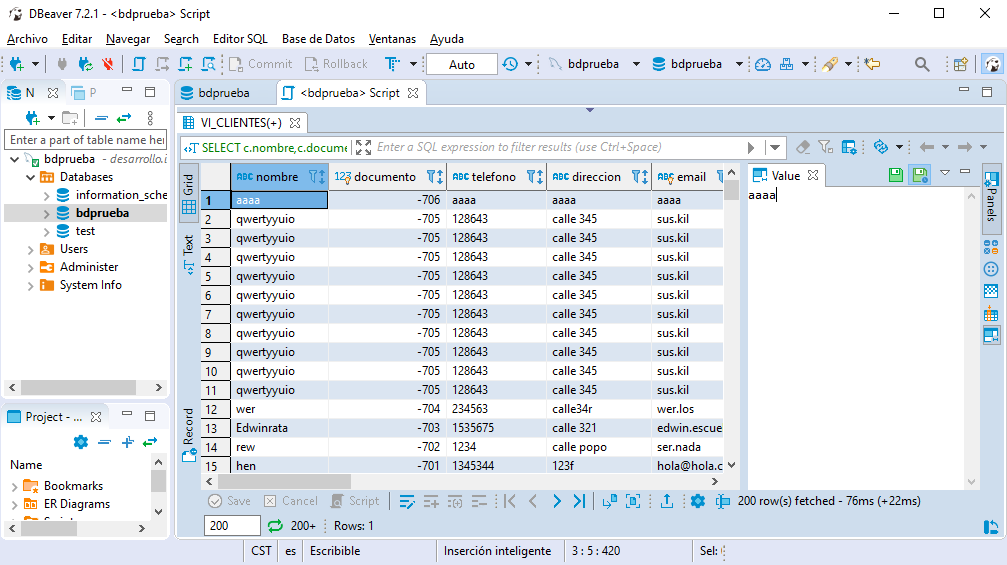 DBeaver 7.2.1 - <bdprueba> Script
Archivo Editar Navegar Search Editor SQL Base de Datos Ventanas Ayuda
Commit Rollback Auto bdprueba bdprueba
N P
bdprueba <bdprueba> Script
VI_CLIENTES(+)
Enter a part of table name her
SELECT c.nombre,c.docume Enter a SQL expression to filter results (use Ctrl+Space)
bdprueba - desarrollo.i
Databases
information_sche
bdprueba
test
Users
Administer
System Info
Grid
Text
Record
ABC nombre 123 documento ABC telefono ABC direccion ABC email
1 aaaa -706 aaaa aaaa aaaa
2 qwertyyuio -705 128643 calle 345 sus.kil
3 qwertyyuio -705 128643 calle 345 sus.kil
4 qwertyyuio -705 128643 calle 345 sus.kil
5 qwertyyuio -705 128643 calle 345 sus.kil
6 qwertyyuio -705 128643 calle 345 sus.kil
7 qwertyyuio -705 128643 calle 345 sus.kil
8 qwertyyuio -705 128643 calle 345 sus.kil
9 qwertyyuio -705 128643 calle 345 sus.kil
10 qwertyyuio -705 128643 calle 345 sus.kil
11 qwertyyuio -705 128643 calle 345 sus.kil
12 wer -704 234563 calle34r wer.los
13 Edwinrata -703 1535675 calle 321 edwin.escue
14 rew -702 1234 calle popo ser.nada
15 hen -701 1345344 123f hola@hola.c
Value
aaaa
Panels
Project - ...
Name
Bookmarks
ER Diagrams
Save Cancel Script 200 row(s) fetched - 76ms (+22ms)
200 200+ Rows: 1
CST es Escribible Inserción inteligente 3 : 5 : 420 Sel: